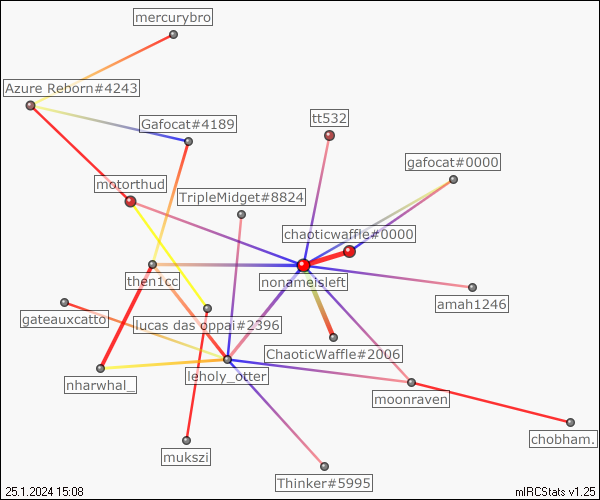 mercurybro
Azure Reborn#4243
Gafocat#4189
tt532
gafocat#0000
motorthud
TripleMidget#8824
chaoticwaffle#0000
then1cc
nonameisleft
amah1246
gateauxcatto
lucas das oppai#2396
ChaoticWaffle#2006
nharwhal_
leholy_otter
moonraven
chobham.
mukszi
Thinker#5995
25.1.2024 15:08
mIRCStats v1.25